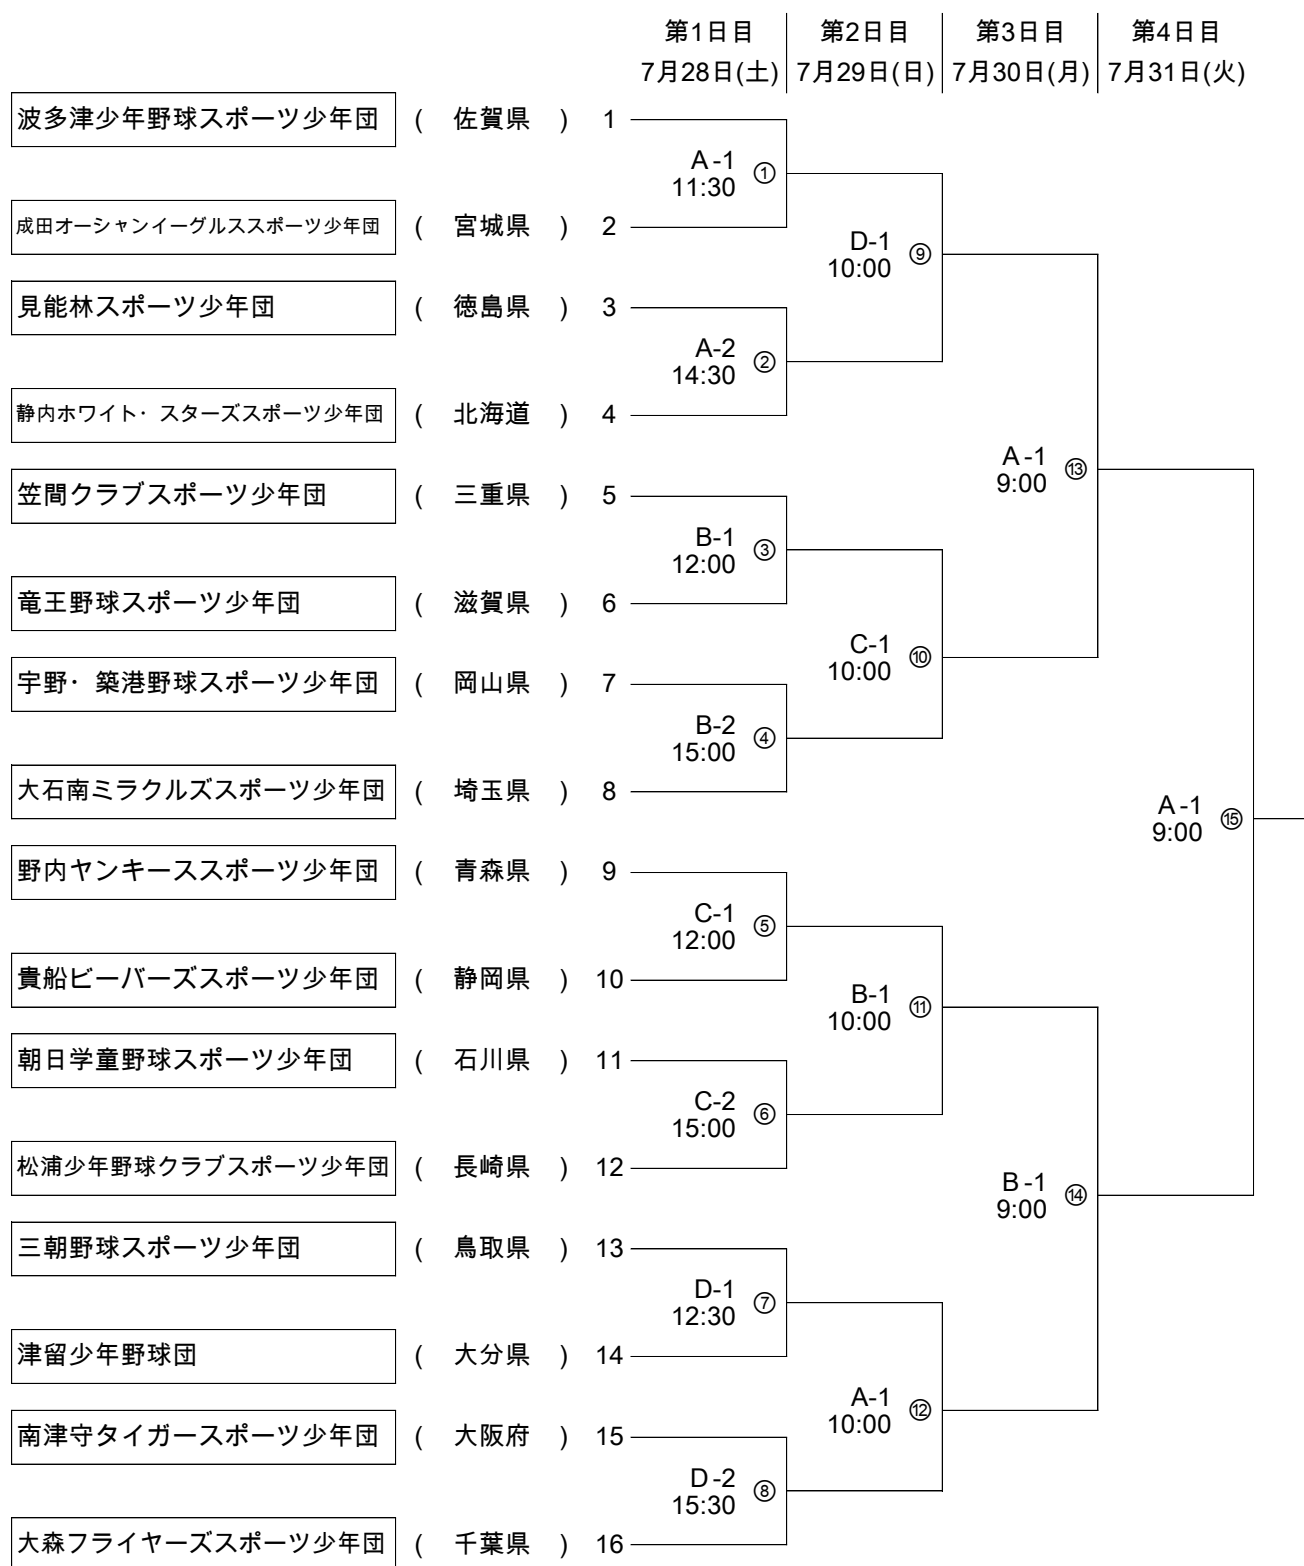 第1日目 第2日目 第3日目 第4日目
7月28日(土) 7月29日(日) 7月30日(月) 7月31日(火)
波多津少年野球スポーツ少年団 ( 佐賀県 ) 1
A-1 ①
11:30
成田オーシャンイーグルススポーツ少年団 ( 宮城県 ) 2
D-1 ⑨
10:00
見能林スポーツ少年団 ( 徳島県 ) 3
A-2 ②
14:30
静内ホワイト・スターズスポーツ少年団 ( 北海道 ) 4
A-1 ⑬
9:00
笠間クラブスポーツ少年団 ( 三重県 ) 5
B-1 ③
12:00
竜王野球スポーツ少年団 ( 滋賀県 ) 6
C-1 ⑩
10:00
宇野・築港野球スポーツ少年団 ( 岡山県 ) 7
B-2 ④
15:00
大石南ミラクルズスポーツ少年団 ( 埼玉県 ) 8
A-1 ⑮
9:00
野内ヤンキーススポーツ少年団 ( 青森県 ) 9
C-1 ⑤
12:00
貴船ビーバーズスポーツ少年団 ( 静岡県 ) 10
B-1 ⑪
10:00
朝日学童野球スポーツ少年団 ( 石川県 ) 11
C-2 ⑥
15:00
松浦少年野球クラブスポーツ少年団 ( 長崎県 ) 12
B-1 ⑭
9:00
三朝野球スポーツ少年団 ( 鳥取県 ) 13
D-1 ⑦
12:30
津留少年野球団 ( 大分県 ) 14
A-1 ⑫
10:00
南津守タイガースポーツ少年団 ( 大阪府 ) 15
D-2 ⑧
15:30
大森フライヤーズスポーツ少年団 ( 千葉県 ) 16